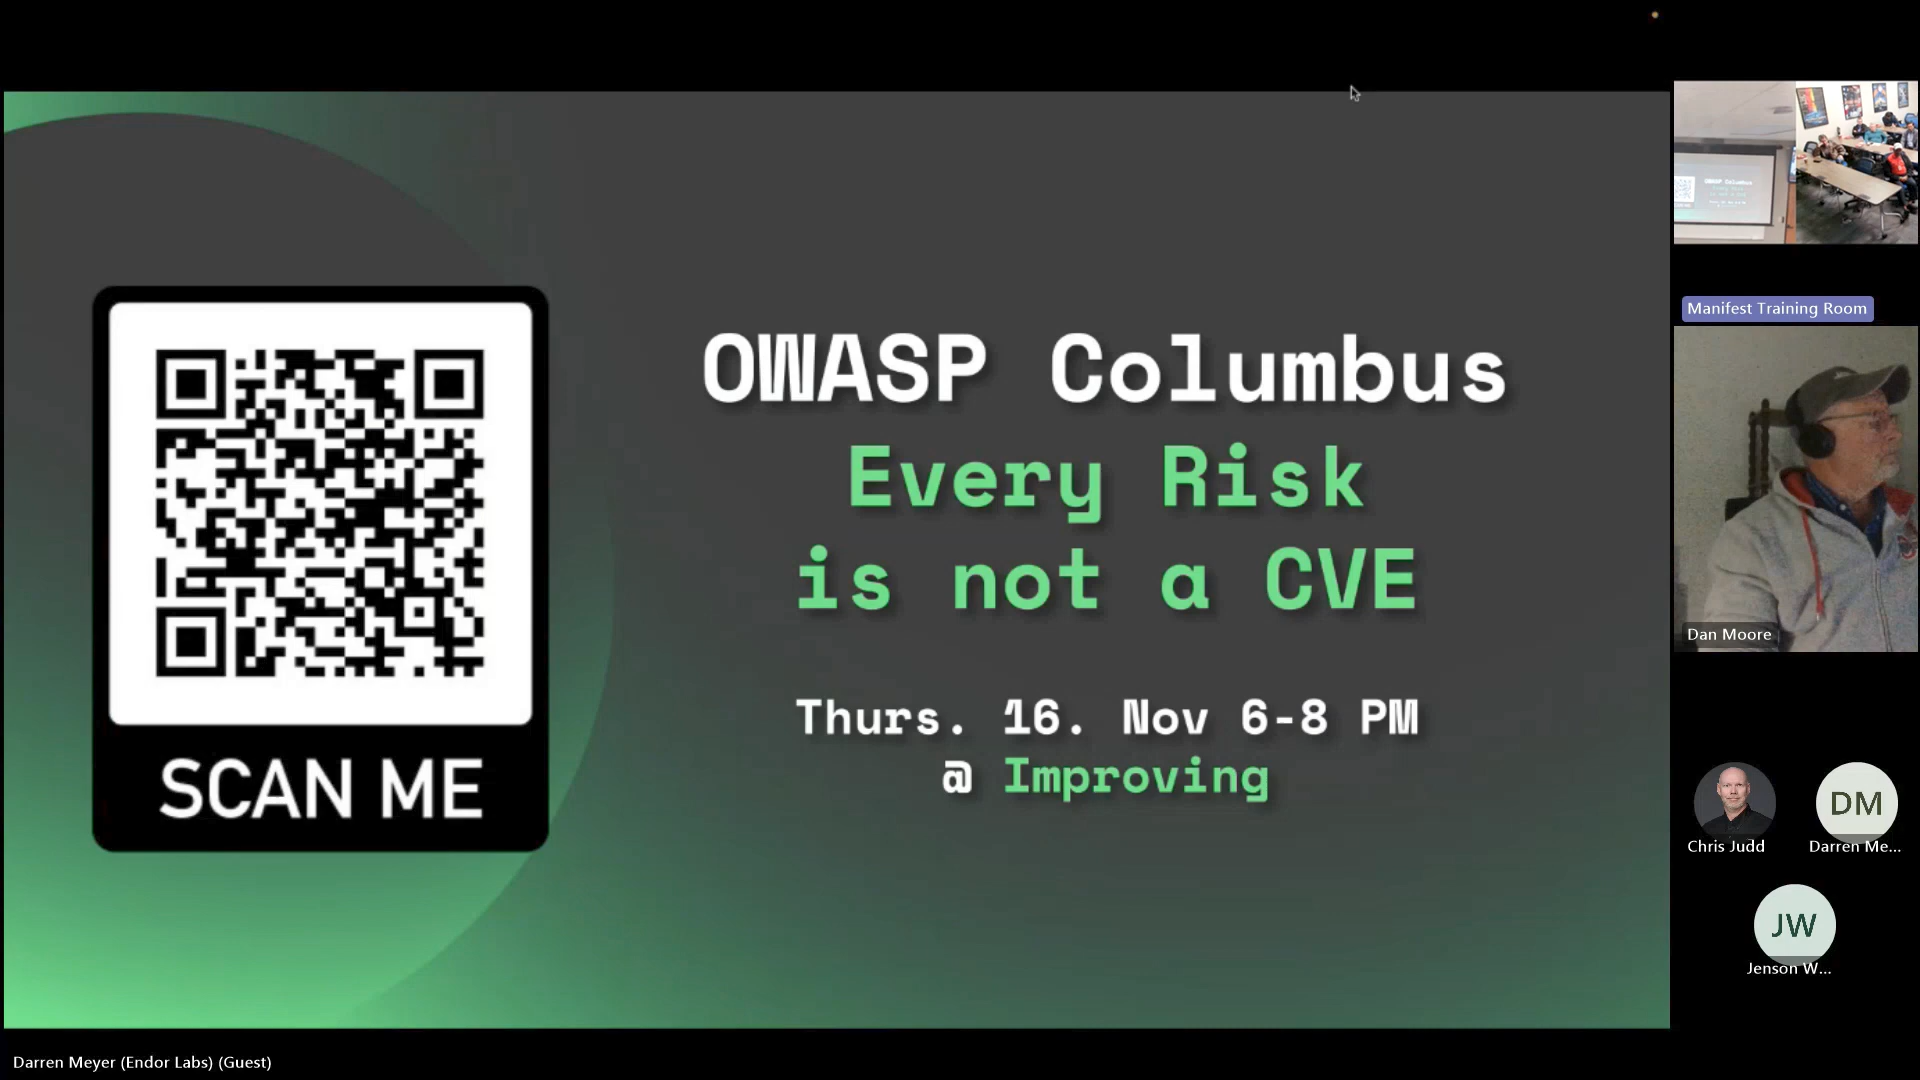 OWASP Columbus
Every Risk
is not a CVE
Thurs. 16. Nov 6-8 PM
@ Improving
SCAN ME
Manifest Training Room
Dan Moore
DM
Chris Judd
Darren Me...
JW
Jenson W...
Darren Meyer (Endor Labs) (Guest)